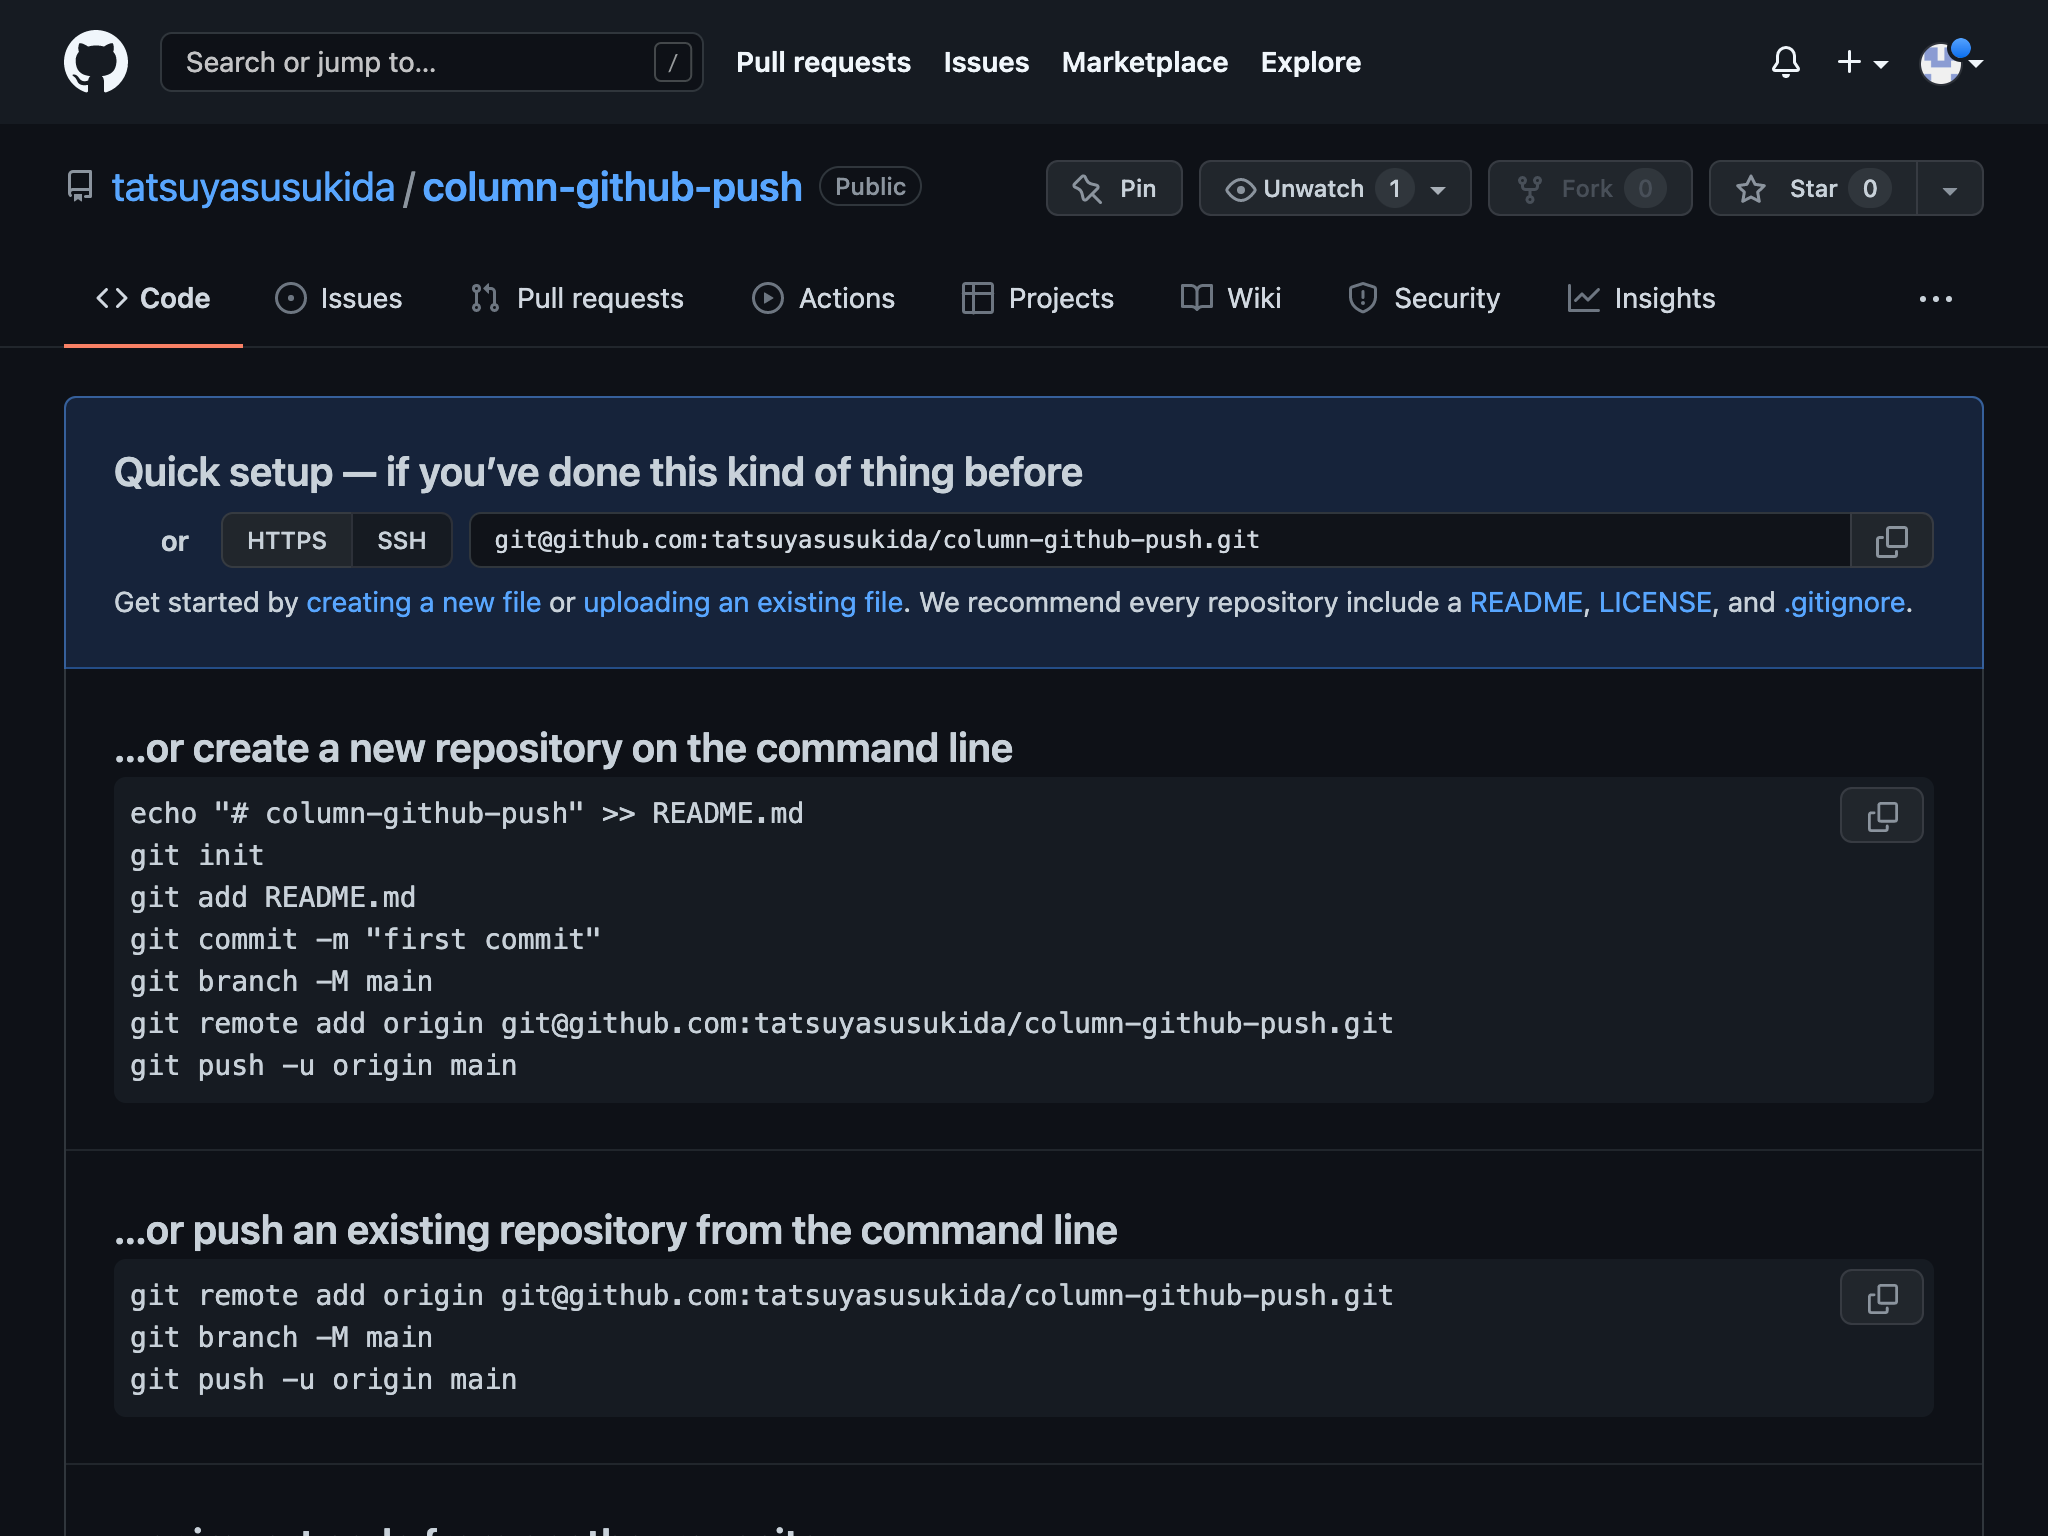 Search or jump to... /
Pull requests Issues Marketplace Explore
tatsuyasusukida / column-github-push Public
Pin Unwatch 1 Fork 0 Star 0
Code Issues Pull requests Actions Projects Wiki Security Insights
Quick setup — if you’ve done this kind of thing before
or HTTPS SSH git@github.com:tatsuyasusukida/column-github-push.git
Get started by creating a new file or uploading an existing file. We recommend every repository include a README, LICENSE, and .gitignore.
…or create a new repository on the command line
echo "# column-github-push" >> README.md
git init
git add README.md
git commit -m "first commit"
git branch -M main
git remote add origin git@github.com:tatsuyasusukida/column-github-push.git
git push -u origin main
…or push an existing repository from the command line
git remote add origin git@github.com:tatsuyasusukida/column-github-push.git
git branch -M main
git push -u origin main